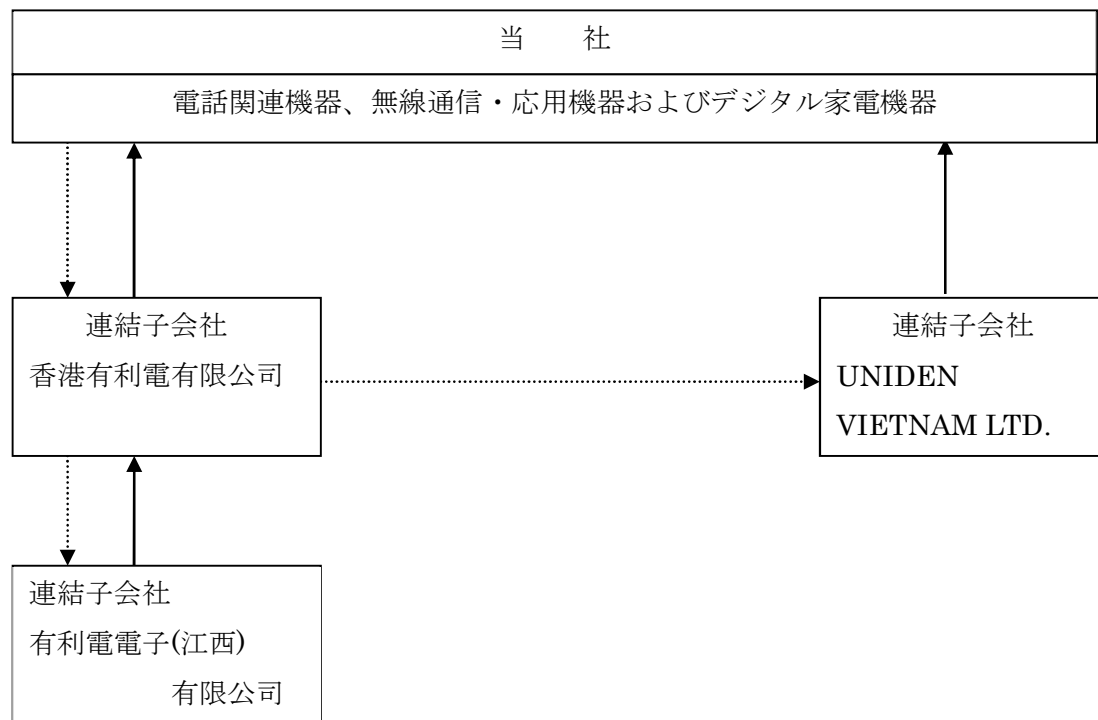 当　　社
電話関連機器、無線通信・応用機器およびデジタル家電機器
連結子会社
香港有利電有限公司
連結子会社
UNIDEN
VIETNAM LTD.
連結子会社
有利電電子(江西)
有限公司